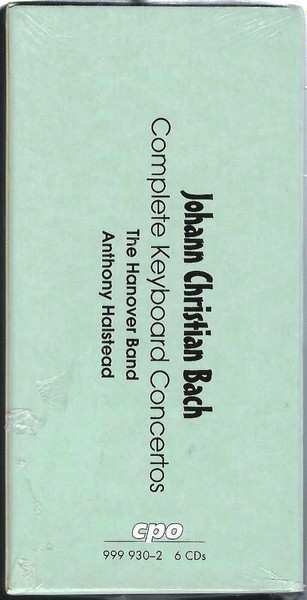 Johann Christian Bach
Complete Keyboard Concertos
The Hanover Band
Anthony Halstead
cpo
999 930–2 6 CDs